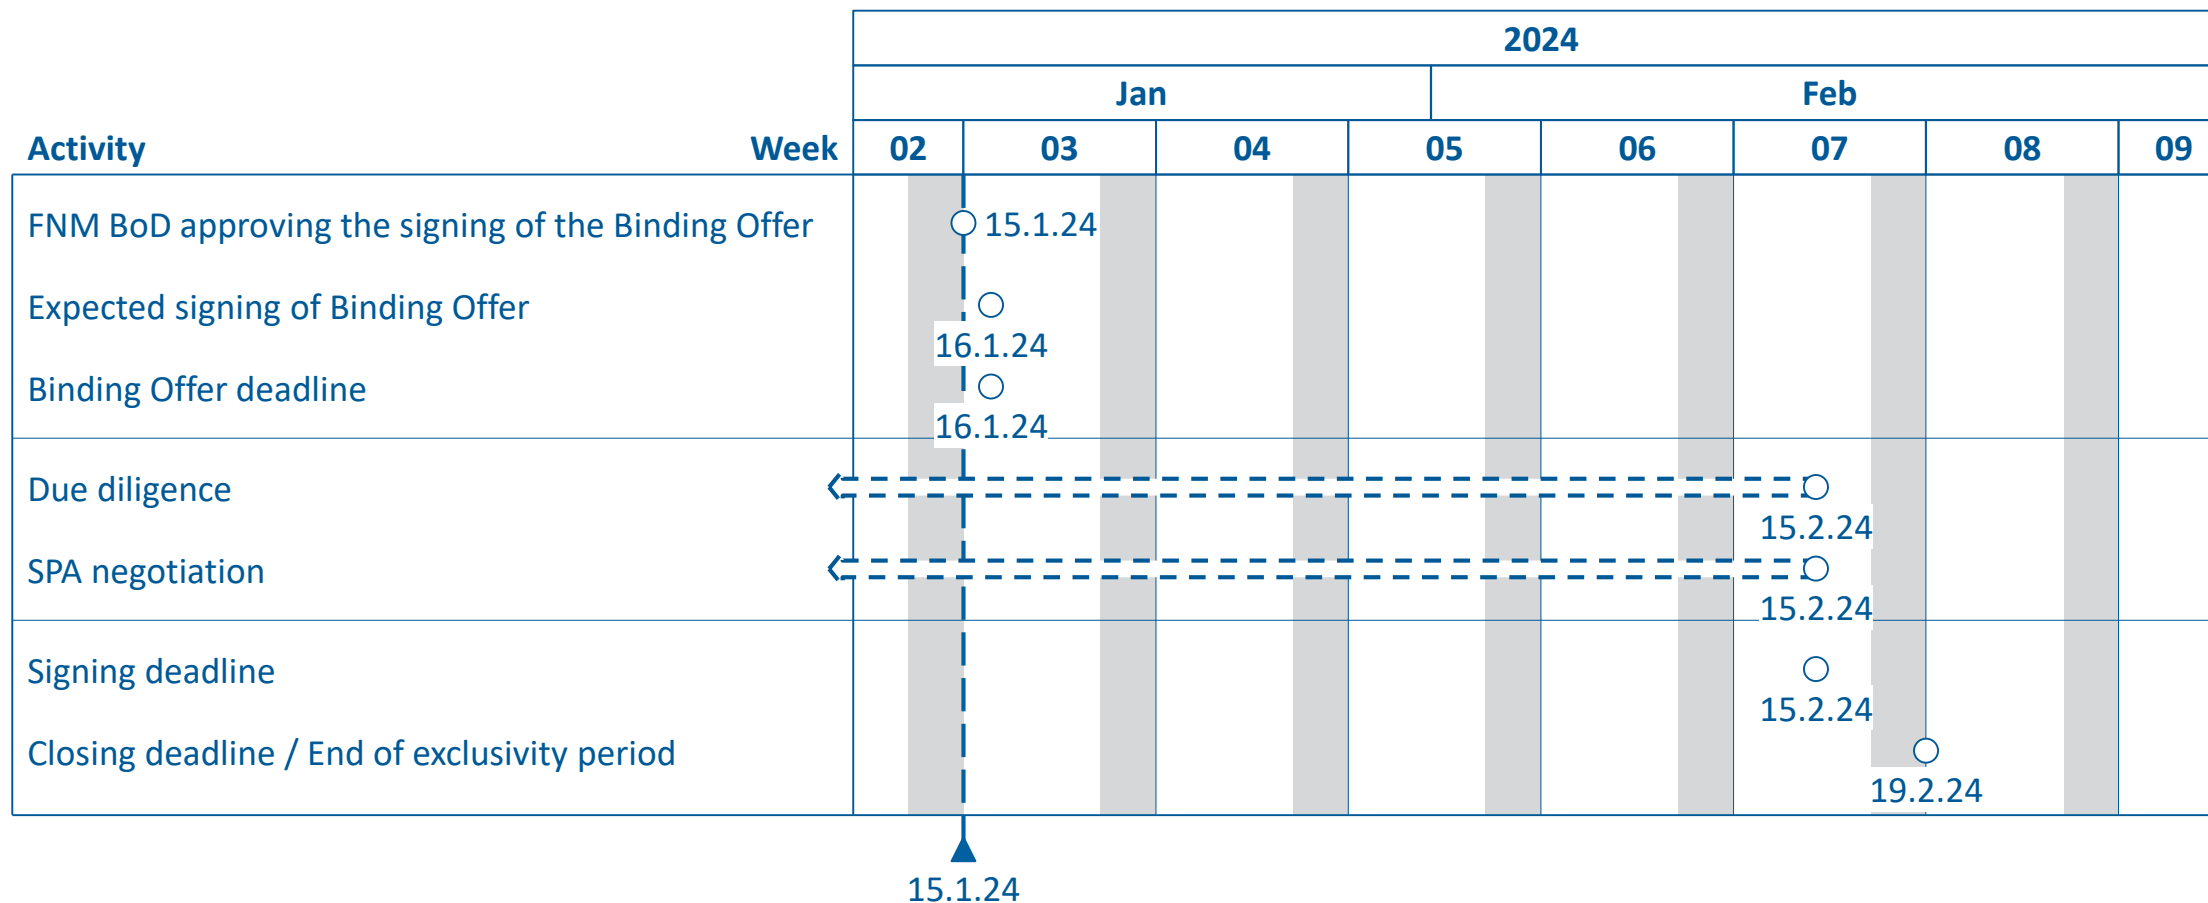 2024
Jan Feb
Activity Week 02 03 04 05 06 07 08 09
FNM BoD approving the signing of the Binding Offer 15.1.24
Expected signing of Binding Offer
16.1.24
Binding Offer deadline
16.1.24
Due diligence
15.2.24
SPA negotiation
15.2.24
Signing deadline
15.2.24
Closing deadline / End of exclusivity period
19.2.24
15.1.24